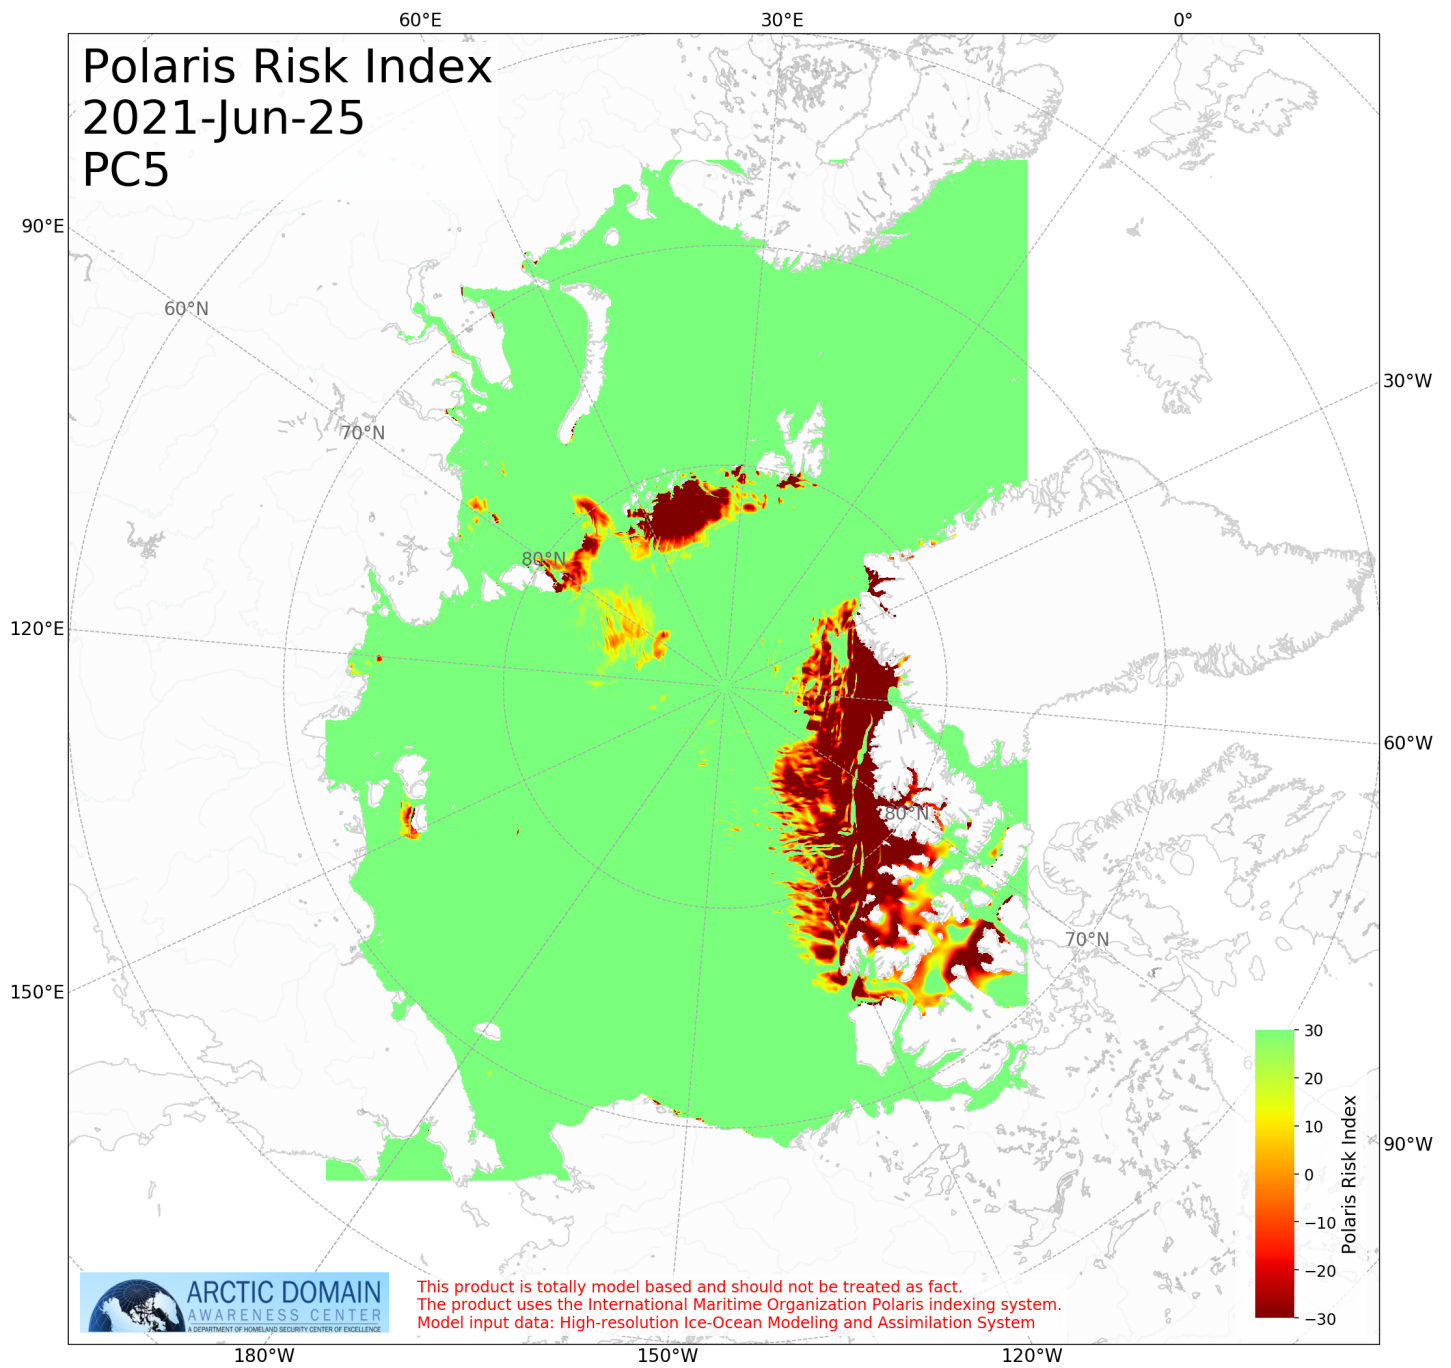 60°E
30°E
0°
Polaris Risk Index
2021-Jun-25
PC5
90°E
60°N
30°W
70°N
80°N
120°E
60°W
80°N
70°N
150°E
30
20
10
0
−10
−20
−30
Polaris Risk Index
90°W
ARCTIC DOMAIN
AWARENESS CENTER
A DEPARTMENT OF HOMELAND SECURITY CENTER OF EXCELLENCE
This product is totally model based and should not be treated as fact.
The product uses the International Maritime Organization Polaris indexing system.
Model input data: High-resolution Ice-Ocean Modeling and Assimilation System
180°W
150°W
120°W